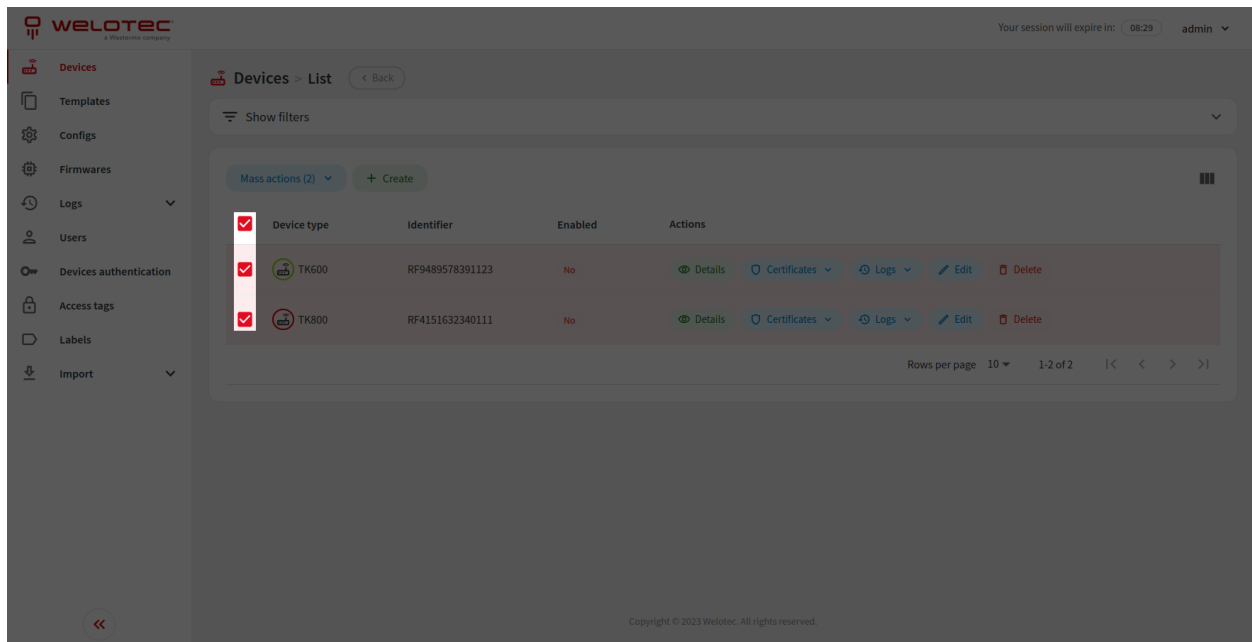 WELOTEC
a Westermo company
Your session will expire in: 08:29 admin
Devices
Templates
Configs
Firmwares
Logs
Users
Devices authentication
Access tags
Labels
Import
Devices > List < Back
Show filters
Mass actions (2) + Create
Device type Identifier Enabled Actions
TK600 RF9489578391123 No Details Certificates Logs Edit Delete
TK800 RF4151632340111 No Details Certificates Logs Edit Delete
Rows per page 10 1-2 of 2
Copyright © 2023 Welotec. All rights reserved.